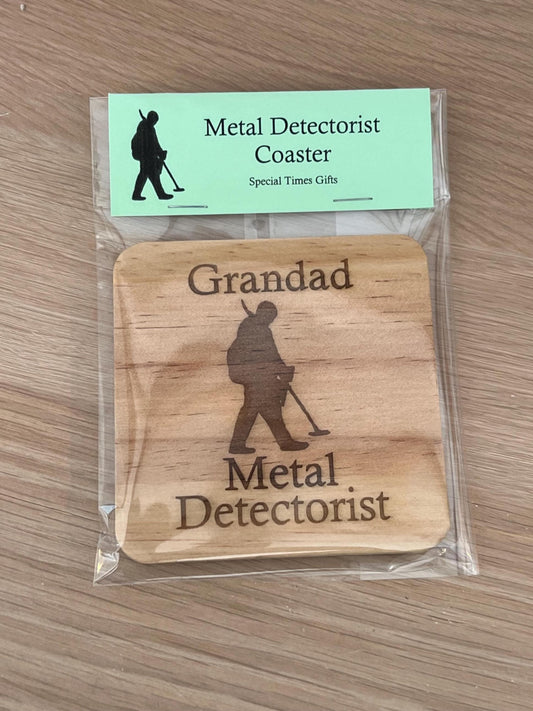 Metal Detectorist
Coaster
Special Times Gifts
Grandad
Metal
Detectorist